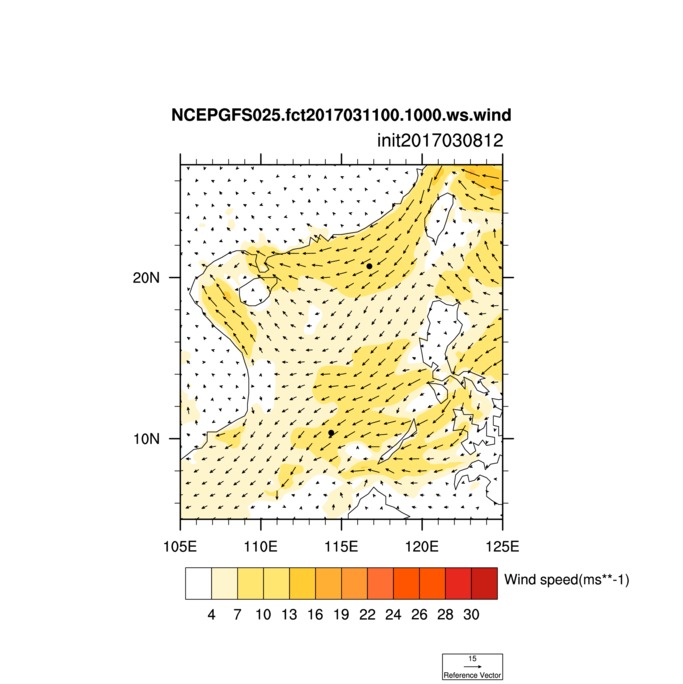 NCEPGFS025.fct2017031100.1000.ws.wind
init2017030812
20N
10N
105E 110E 115E 120E 125E
Wind speed(ms**-1)
4 7 10 13 16 19 22 24 26 28 30
15
Reference Vector